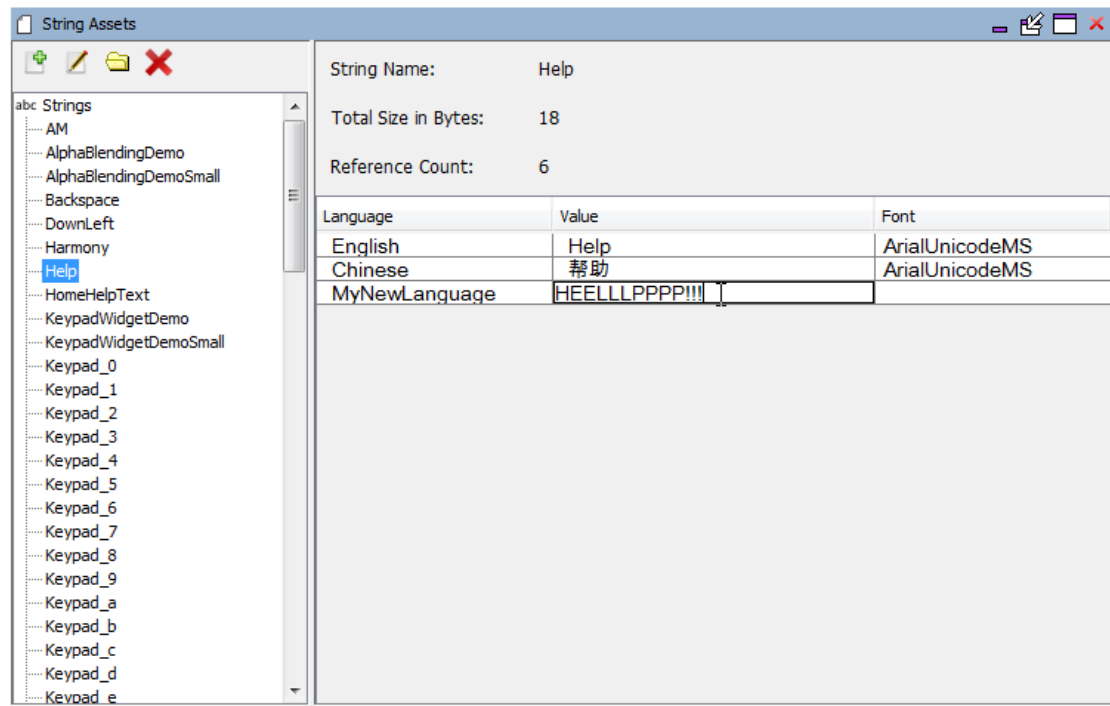 String Assets
abc Strings
AM
AlphaBlendingDemo
AlphaBlendingDemoSmall
Backspace
DownLeft
Harmony
Help
HomeHelpText
KeypadWidgetDemo
KeypadWidgetDemoSmall
Keypad_0
Keypad_1
Keypad_2
Keypad_3
Keypad_4
Keypad_5
Keypad_6
Keypad_7
Keypad_8
Keypad_9
Keypad_a
Keypad_b
Keypad_c
Keypad_d
Keypad_e
String Name: Help
Total Size in Bytes: 18
Reference Count: 6
Language Value Font
English Help ArialUnicodeMS
Chinese 帮助 ArialUnicodeMS
MyNewLanguage HEELLLPPPP!!!